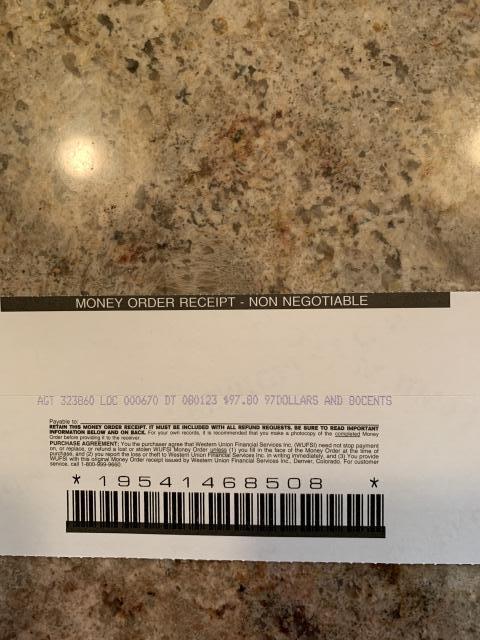 MONEY ORDER RECEIPT - NON NEGOTIABLE
AGT 323860 LOC 000670 DT 080123 $97.80 97DOLLARS AND 80CENTS
Payable to:
RETAIN THIS MONEY ORDER RECEIPT. IT MUST BE INCLUDED WITH ALL REFUND REQUESTS. BE SURE TO READ IMPORTANT
INFORMATION BELOW AND ON BACK. For your own records, it is recommended that you make a photocopy of the completed Money
Order before providing it to the receiver.
PURCHASE AGREEMENT: You the purchaser agree that Western Union Financial Services Inc. (WUFSI) need not stop payment
on, or replace, or refund a lost or stolen WUFSI Money Order unless (1) you fill in the face of the Money Order at the time of
purchase, and (2) you report the loss or theft to Western Union Financial Services Inc. in writing immediately, and (3) You provide
WUFSI with the original Money Order receipt issued by Western Union Financial Services Inc., Denver, Colorado. For customer
service, call 1-800-999-9660.
* 19541468508 *